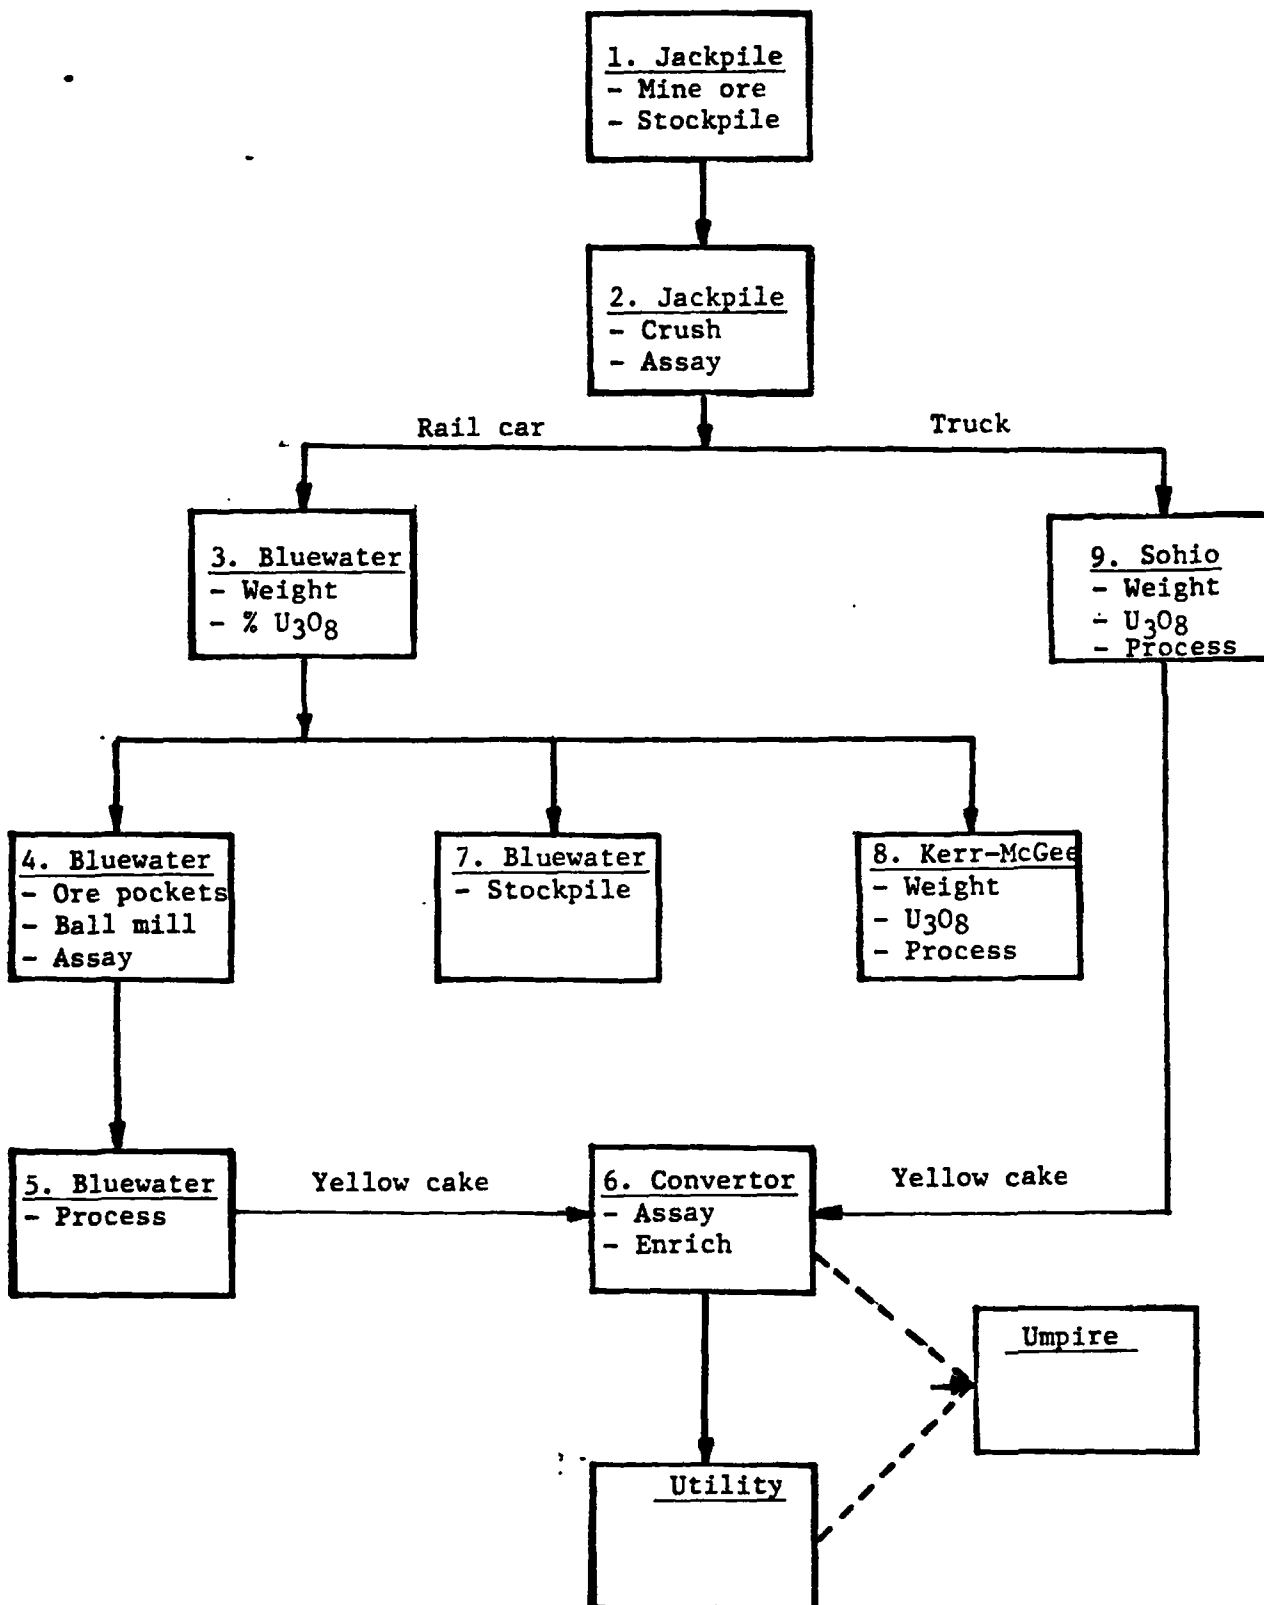 1. Jackpile
- Mine ore
- Stockpile
2. Jackpile
- Crush
- Assay
Rail car
Truck
3. Bluewater
- Weight
- % U₃O₈
9. Sohio
- Weight
- U₃O₈
- Process
4. Bluewater
- Ore pockets
- Ball mill
- Assay
7. Bluewater
- Stockpile
8. Kerr-McGee
- Weight
- U₃O₈
- Process
5. Bluewater
- Process
Yellow cake
6. Convertor
- Assay
- Enrich
Yellow cake
Umpire
Utility